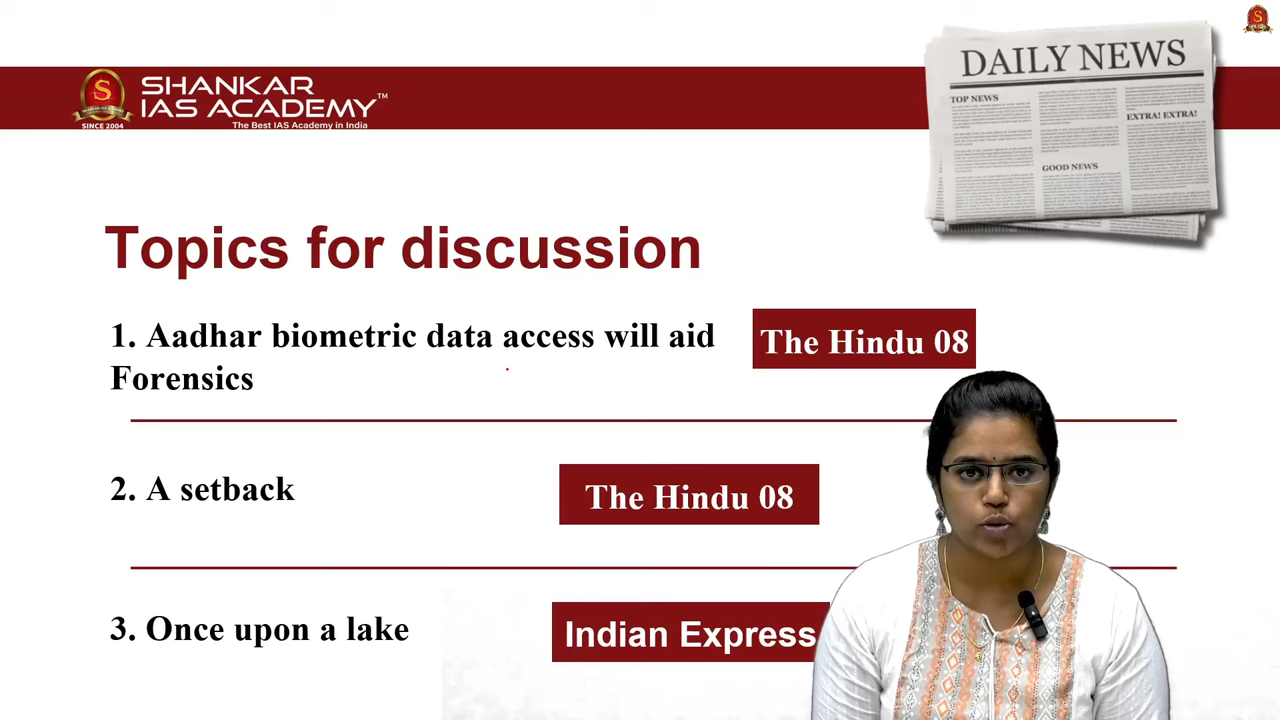 SHANKAR
IAS ACADEMY™
The Best IAS Academy in India
SINCE 2004
S
DAILY NEWS
TOP NEWS
EXTRA! EXTRA!
GOOD NEWS
Topics for discussion
1. Aadhar biometric data access will aid
Forensics
The Hindu 08
2. A setback
The Hindu 08
3. Once upon a lake
Indian Express